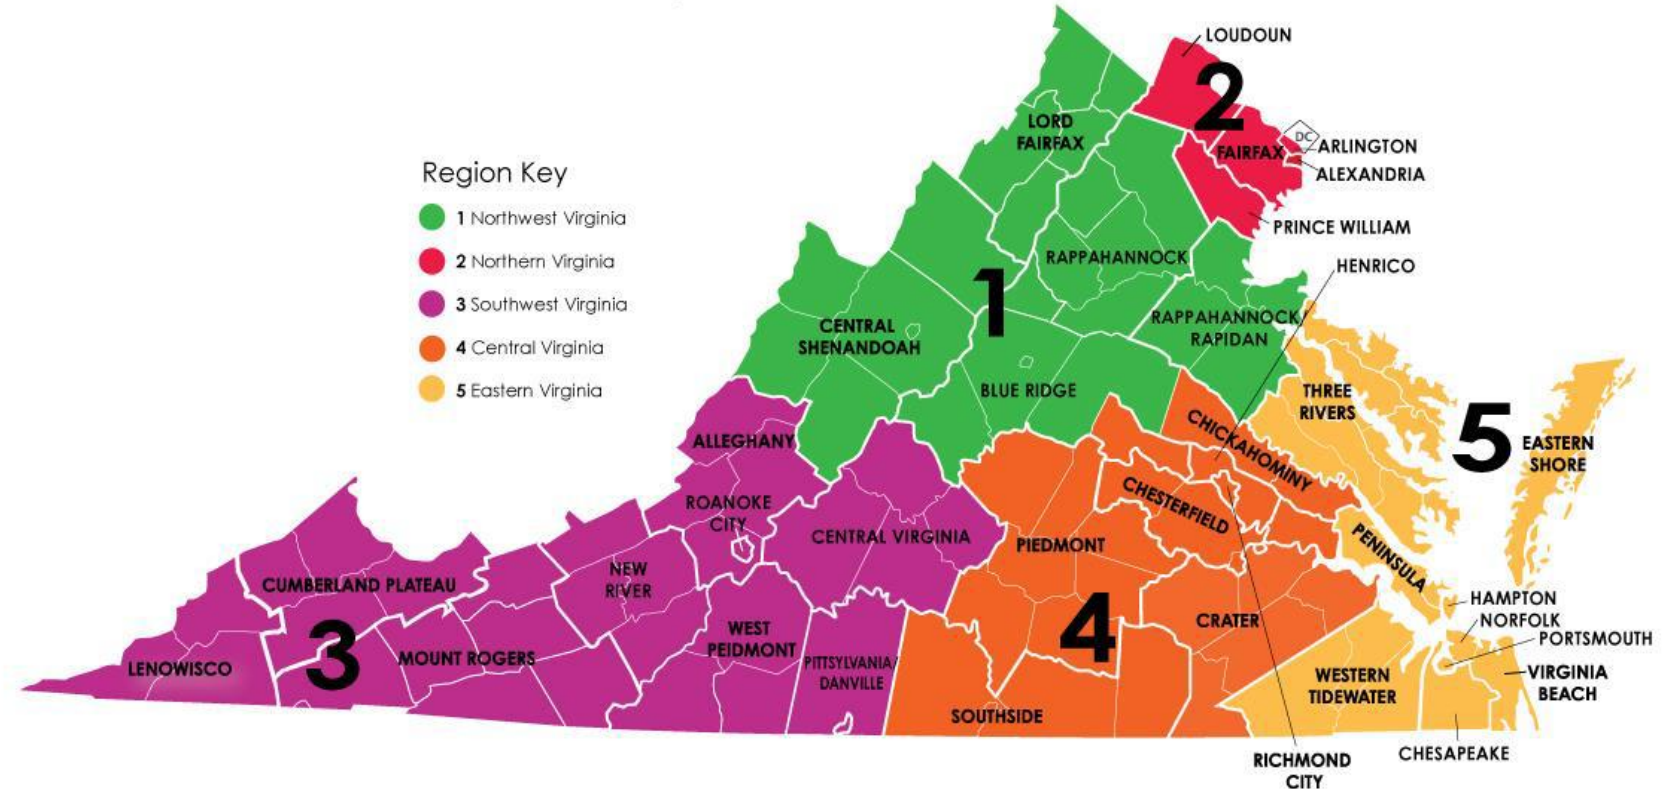 LOUDOUN
2
LORD
FAIRFAX
DC
ARLINGTON
FAIRFAX
ALEXANDRIA
Region Key
1 Northwest Virginia
2 Northern Virginia
3 Southwest Virginia
4 Central Virginia
5 Eastern Virginia
PRINCE WILLIAM
RAPPAHANNOCK
HENRICO
1
CENTRAL
SHENANDOAH
RAPPAHANNOCK/
RAPIDAN
BLUE RIDGE
THREE
RIVERS
5
EASTERN
SHORE
ALLEGHANY
CHICKAHOMINY
ROANOKE
CITY
CHESTERFIELD
CENTRAL VIRGINIA
PIEDMONT
PENINSULA
CUMBERLAND PLATEAU
NEW
RIVER
HAMPTON
NORFOLK
PORTSMOUTH
3
4
CRATER
WEST
PEIDMONT
LENOWISCO
MOUNT ROGERS
PITTSYLVANIA/
DANVILLE
WESTERN
TIDEWATER
VIRGINIA
BEACH
SOUTHSIDE
CHESAPEAKE
RICHMOND
CITY